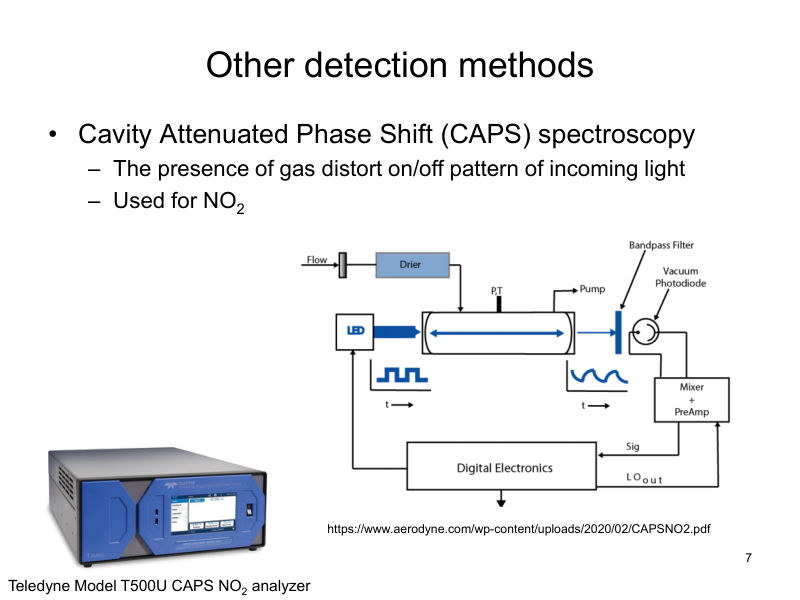 Other detection methods
• Cavity Attenuated Phase Shift (CAPS) spectroscopy
– The presence of gas distort on/off pattern of incoming light
– Used for NO2
Bandpass Filter
Flow
Drier
Vacuum
Photodiode
P,T
Pump
LED
t
t
Mixer
+
PreAmp
Sig
Digital Electronics
LOout
https://www.aerodyne.com/wp-content/uploads/2020/02/CAPSNO2.pdf
7
Teledyne Model T500U CAPS NO2 analyzer